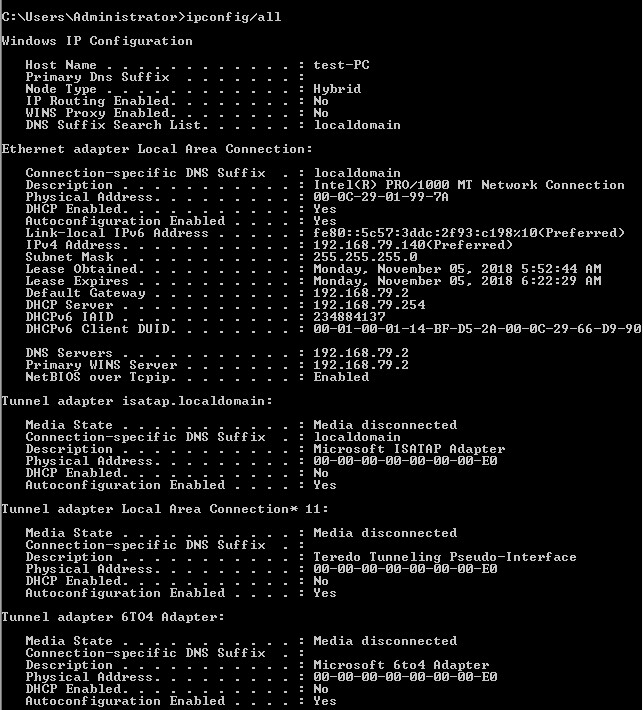 C:\Users\Administrator>ipconfig/all
Windows IP Configuration
Host Name . . . . . . . . . . . . : test-PC
Primary Dns Suffix  . . . . . . . :
Node Type . . . . . . . . . . . . : Hybrid
IP Routing Enabled. . . . . . . . : No
WINS Proxy Enabled. . . . . . . . : No
DNS Suffix Search List. . . . . . : localdomain
Ethernet adapter Local Area Connection:
Connection-specific DNS Suffix  . : localdomain
Description . . . . . . . . . . . : Intel(R) PRO/1000 MT Network Connection
Physical Address. . . . . . . . . : 00-0C-29-01-99-7A
DHCP Enabled. . . . . . . . . . . : Yes
Autoconfiguration Enabled . . . . : Yes
Link-local IPv6 Address . . . . . : fe80::5c57:3ddc:2f93:c198%10(Preferred)
IPv4 Address. . . . . . . . . . . : 192.168.79.140(Preferred)
Subnet Mask . . . . . . . . . . . : 255.255.255.0
Lease Obtained. . . . . . . . . . : Monday, November 05, 2018 5:52:44 AM
Lease Expires . . . . . . . . . . : Monday, November 05, 2018 6:22:29 AM
Default Gateway . . . . . . . . . : 192.168.79.2
DHCP Server . . . . . . . . . . . : 192.168.79.254
DHCPv6 IAID . . . . . . . . . . . : 234884137
DHCPv6 Client DUID. . . . . . . . : 00-01-00-01-14-BF-D5-2A-00-0C-29-66-D9-90
DNS Servers . . . . . . . . . . . : 192.168.79.2
Primary WINS Server . . . . . . . : 192.168.79.2
NetBIOS over Tcpip. . . . . . . . : Enabled
Tunnel adapter isatap.localdomain:
Media State . . . . . . . . . . . : Media disconnected
Connection-specific DNS Suffix  . : localdomain
Description . . . . . . . . . . . : Microsoft ISATAP Adapter
Physical Address. . . . . . . . . : 00-00-00-00-00-00-00-E0
DHCP Enabled. . . . . . . . . . . : No
Autoconfiguration Enabled . . . . : Yes
Tunnel adapter Local Area Connection* 11:
Media State . . . . . . . . . . . : Media disconnected
Connection-specific DNS Suffix  . :
Description . . . . . . . . . . . : Teredo Tunneling Pseudo-Interface
Physical Address. . . . . . . . . : 00-00-00-00-00-00-00-E0
DHCP Enabled. . . . . . . . . . . : No
Autoconfiguration Enabled . . . . : Yes
Tunnel adapter 6TO4 Adapter:
Media State . . . . . . . . . . . : Media disconnected
Connection-specific DNS Suffix  . :
Description . . . . . . . . . . . : Microsoft 6to4 Adapter
Physical Address. . . . . . . . . : 00-00-00-00-00-00-00-E0
DHCP Enabled. . . . . . . . . . . : No
Autoconfiguration Enabled . . . . : Yes